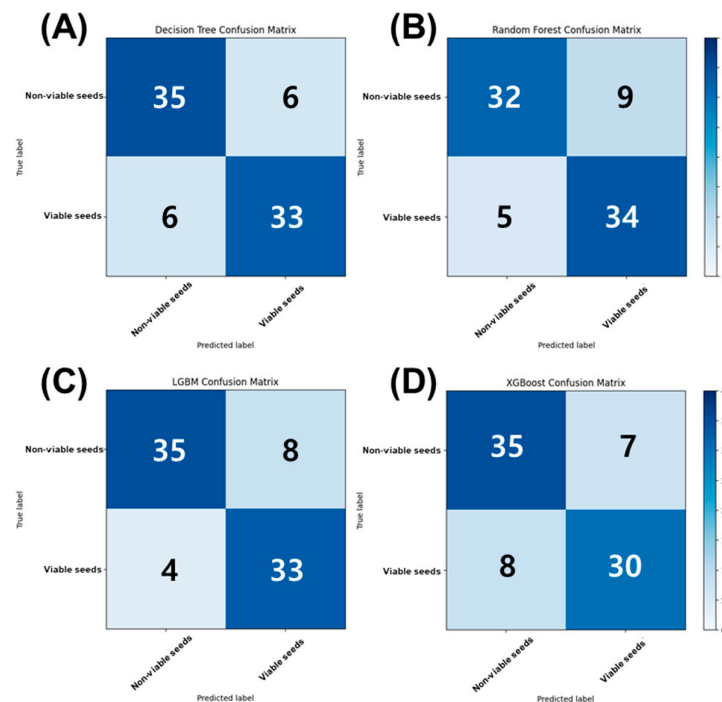 (A)
Decision Tree Confusion Matrix
Non-viable seeds
35
6
True label
Viable seeds
6
33
Non-viable seeds
Viable seeds
Predicted label
(B)
Random Forest Confusion Matrix
Non-viable seeds
32
9
True label
Viable seeds
5
34
Non-viable seeds
Viable seeds
Predicted label
(C)
LGBM Confusion Matrix
Non-viable seeds
35
8
True label
Viable seeds
4
33
Non-viable seeds
Viable seeds
Predicted label
(D)
XGBoost Confusion Matrix
Non-viable seeds
35
7
True label
Viable seeds
8
30
Non-viable seeds
Viable seeds
Predicted label